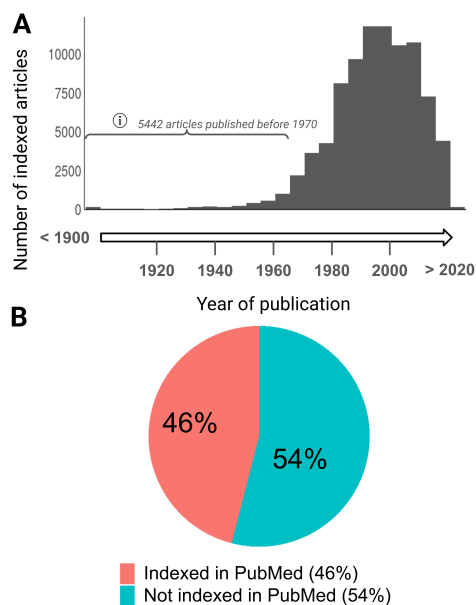 A
Number of indexed articles
10000
7500
5000
2500
0
i 5442 articles published before 1970
< 1900
1920 1940 1960 1980 2000 > 2020
Year of publication
B
46%
54%
Indexed in PubMed (46%)
Not indexed in PubMed (54%)